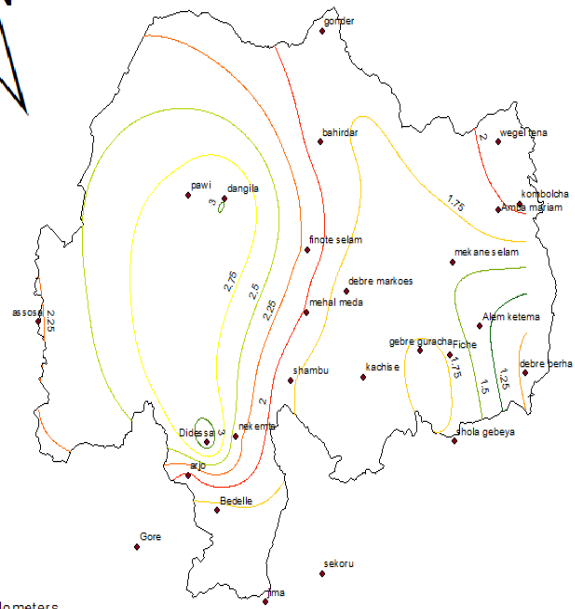 gonder
2
wegel tena
bahirdar
pawi
dangila
3
1.75
kombolcha
Amba mariam
finote selam
mekane selam
2.75
2.5
2.25
debre markoes
mehal meda
assosa
2.25
Alem ketema
gebre guracha
Fiche
1.75
1.5
1.25
debre berha
shambu
kachise
2
Didessa
3
nekemte
shola gebeya
arjo
Bedelle
Gore
sekoru
jima
lometers